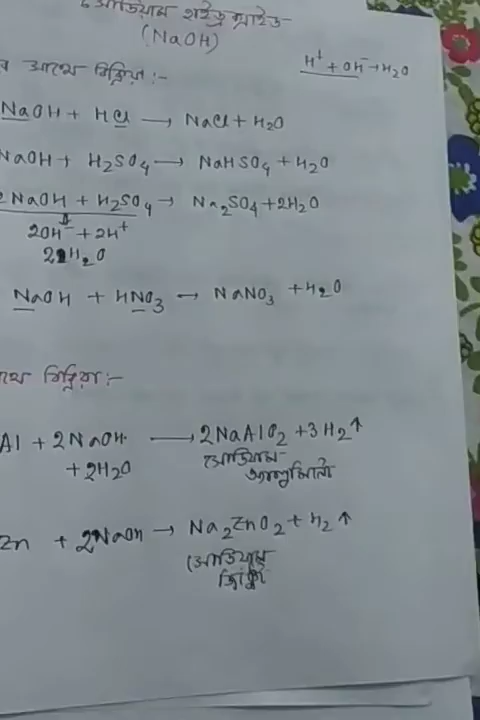 সোডিয়াম হাইড্রক্সাইড-
(NaOH)
H⁺ + OH⁻ → H₂O
সাথে বিক্রিয়া :-
NaOH + HCl → NaCl + H₂O
NaOH + H₂SO₄ → NaHSO₄ + H₂O
2NaOH + H₂SO₄ → Na₂SO₄ + 2H₂O
2OH⁻ + 2H⁺
2H₂O
NaOH + HNO₃ → NaNO₃ + H₂O
সাথে বিক্রিয়া:-
Al + 2NaOH → 2NaAlO₂ + 3H₂↑
+ 2H₂O
সোডিয়াম-
অ্যালুমিনেট
Zn + 2NaOH → Na₂ZnO₂ + H₂↑
(সোডিয়াম